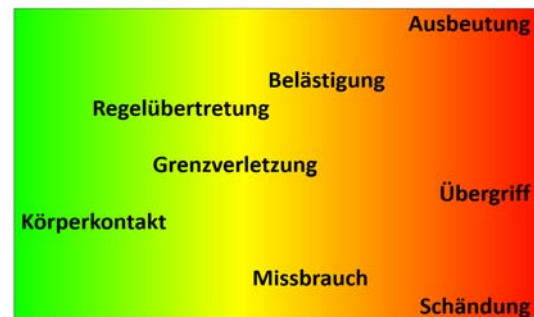 Ausbeutung
Belästigung
Regelübertretung
Grenzverletzung
Übergriff
Körperkontakt
Missbrauch
Schändung